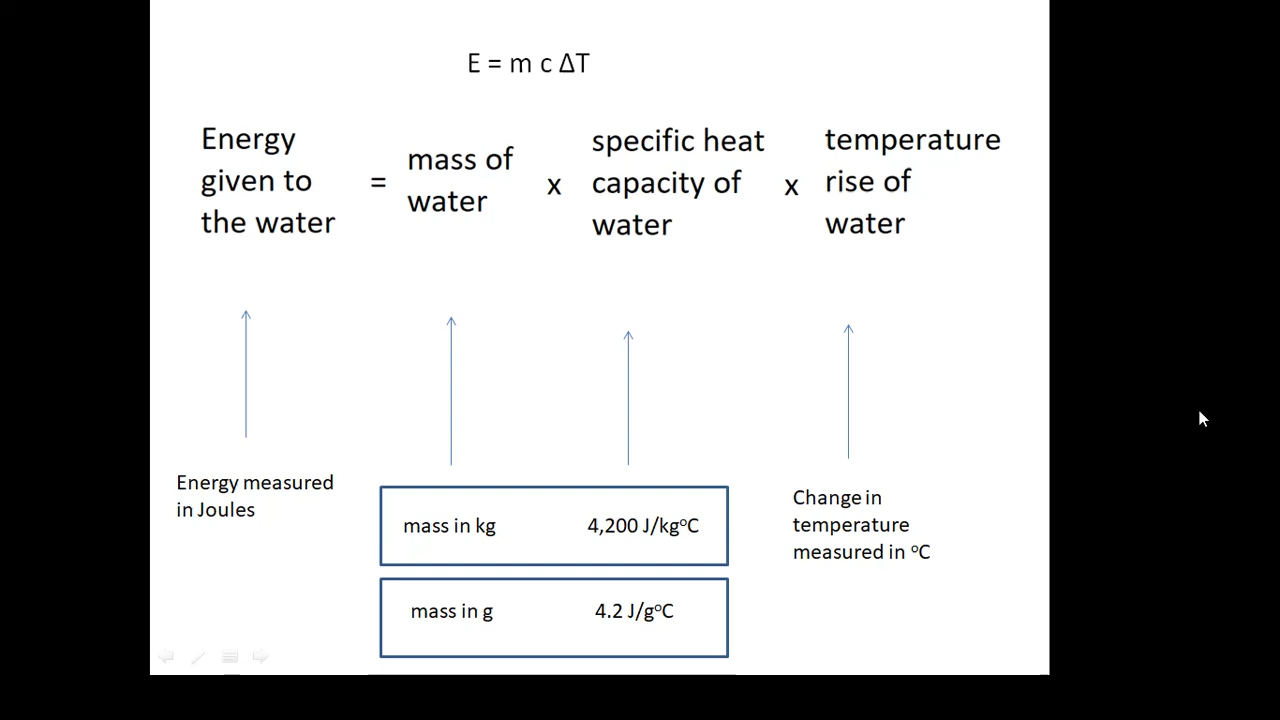 E = m c ΔT
Energy
given to
the water
=
mass of
water
x
specific heat
capacity of
water
x
temperature
rise of
water
Energy measured
in Joules
mass in kg 4,200 J/kgºC
mass in g 4.2 J/gºC
Change in
temperature
measured in ºC